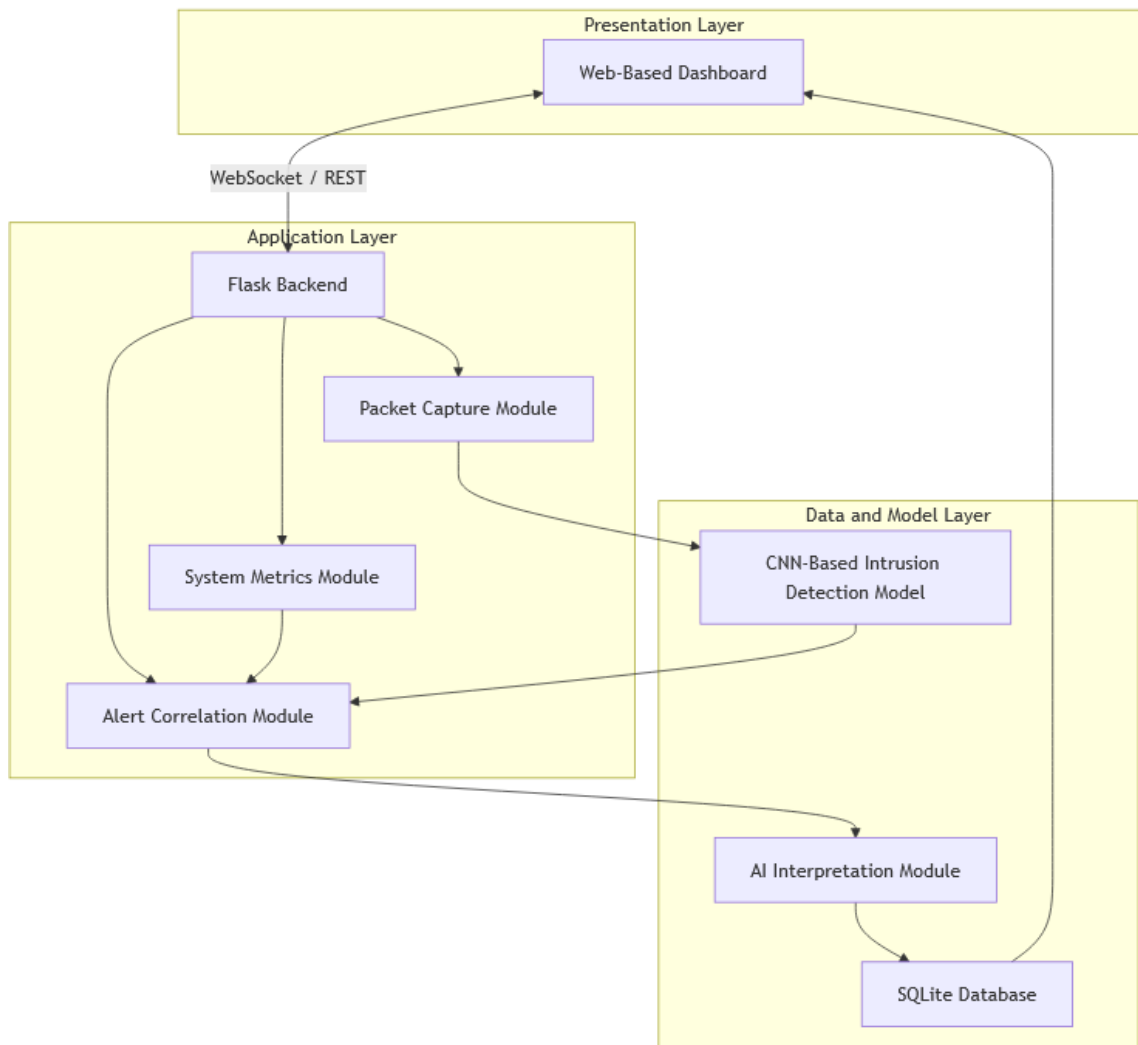 Presentation Layer
Web-Based Dashboard
WebSocket / REST
Application Layer
Flask Backend
Packet Capture Module
System Metrics Module
Alert Correlation Module
Data and Model Layer
CNN-Based Intrusion
Detection Model
AI Interpretation Module
SQLite Database